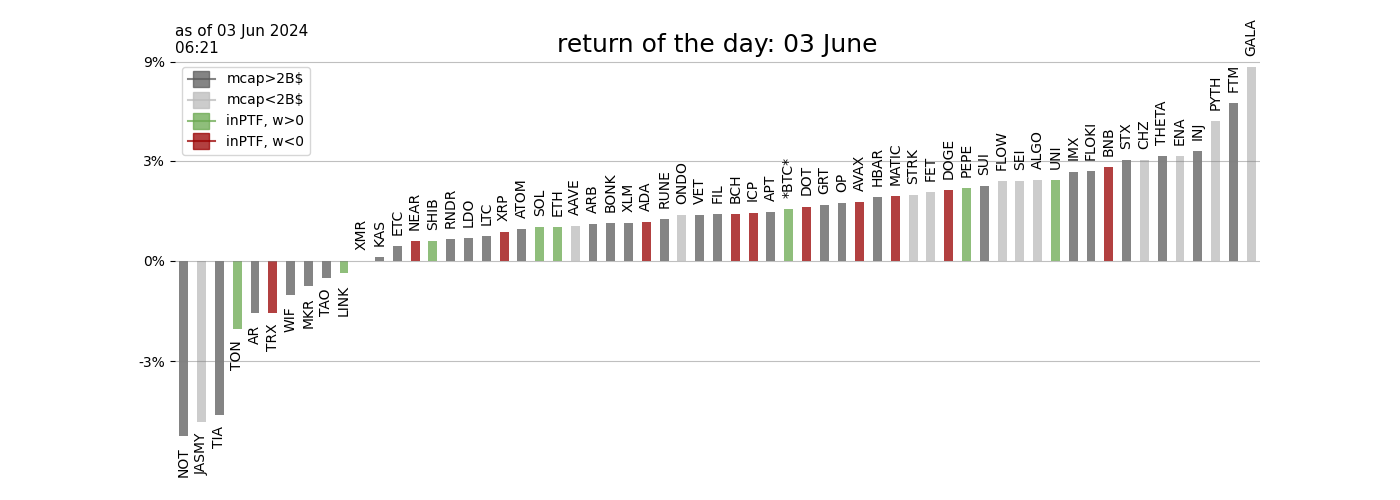 as of 03 Jun 2024
06:21
return of the day: 03 June
9%
3%
0%
-3%
mcap>2B$
mcap<2B$
inPTF, w>0
inPTF, w<0
NOT
JASMY
TIA
TON
AR
TRX
WIF
MKR
TAO
LINK
XMR
KAS
ETC
NEAR
SHIB
RNDR
LDO
LTC
XRP
ATOM
SOL
ETH
AAVE
ARB
BONK
XLM
ADA
RUNE
ONDO
VET
FIL
BCH
ICP
APT
*BTC*
DOT
GRT
OP
AVAX
HBAR
MATIC
STRK
FET
DOGE
PEPE
SUI
FLOW
SEI
ALGO
UNI
IMX
FLOKI
BNB
STX
CHZ
THETA
ENA
INJ
PYTH
FTM
GALA